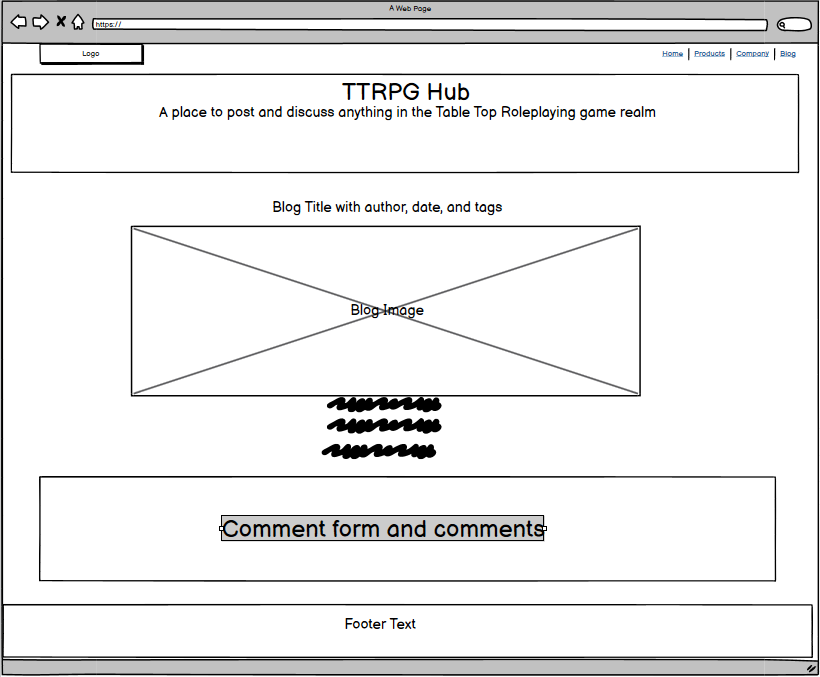 A Web Page
https://
Logo
Home Products Company Blog
TTRPG Hub
A place to post and discuss anything in the Table Top Roleplaying game realm
Blog Title with author, date, and tags
Blog Image
Comment form and comments
Footer Text